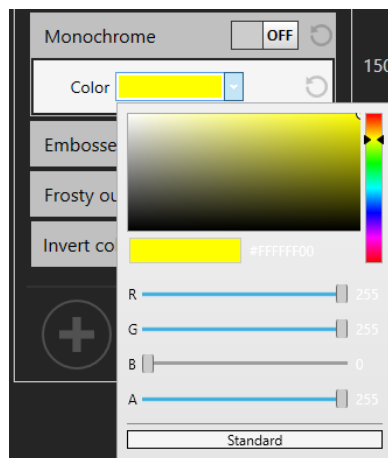 Monochrome OFF
150
Color
Embosse
Frosty ou
Invert co
#FFFFFF00
R 255
G 255
B 0
A 255
Standard